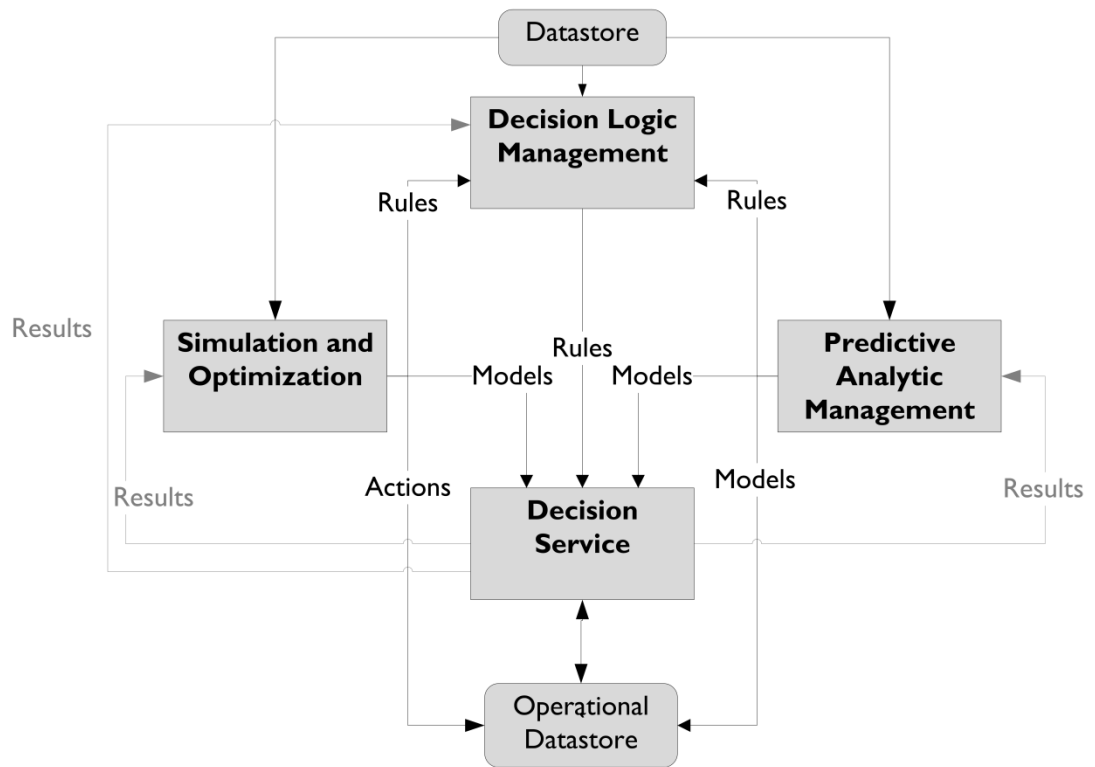 Datastore
Decision Logic
Management
Rules
Rules
Results
Simulation and
Optimization
Rules
Models
Models
Predictive
Analytic
Management
Results
Actions
Models
Results
Decision
Service
Operational
Datastore